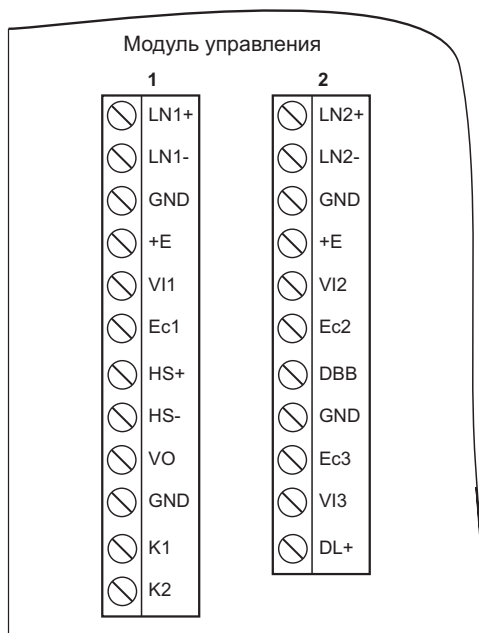 Модуль управления
1
LN1+
LN1-
GND
+E
VI1
Ec1
HS+
HS-
VO
GND
K1
K2
2
LN2+
LN2-
GND
+E
VI2
Ec2
DBB
GND
Ec3
VI3
DL+